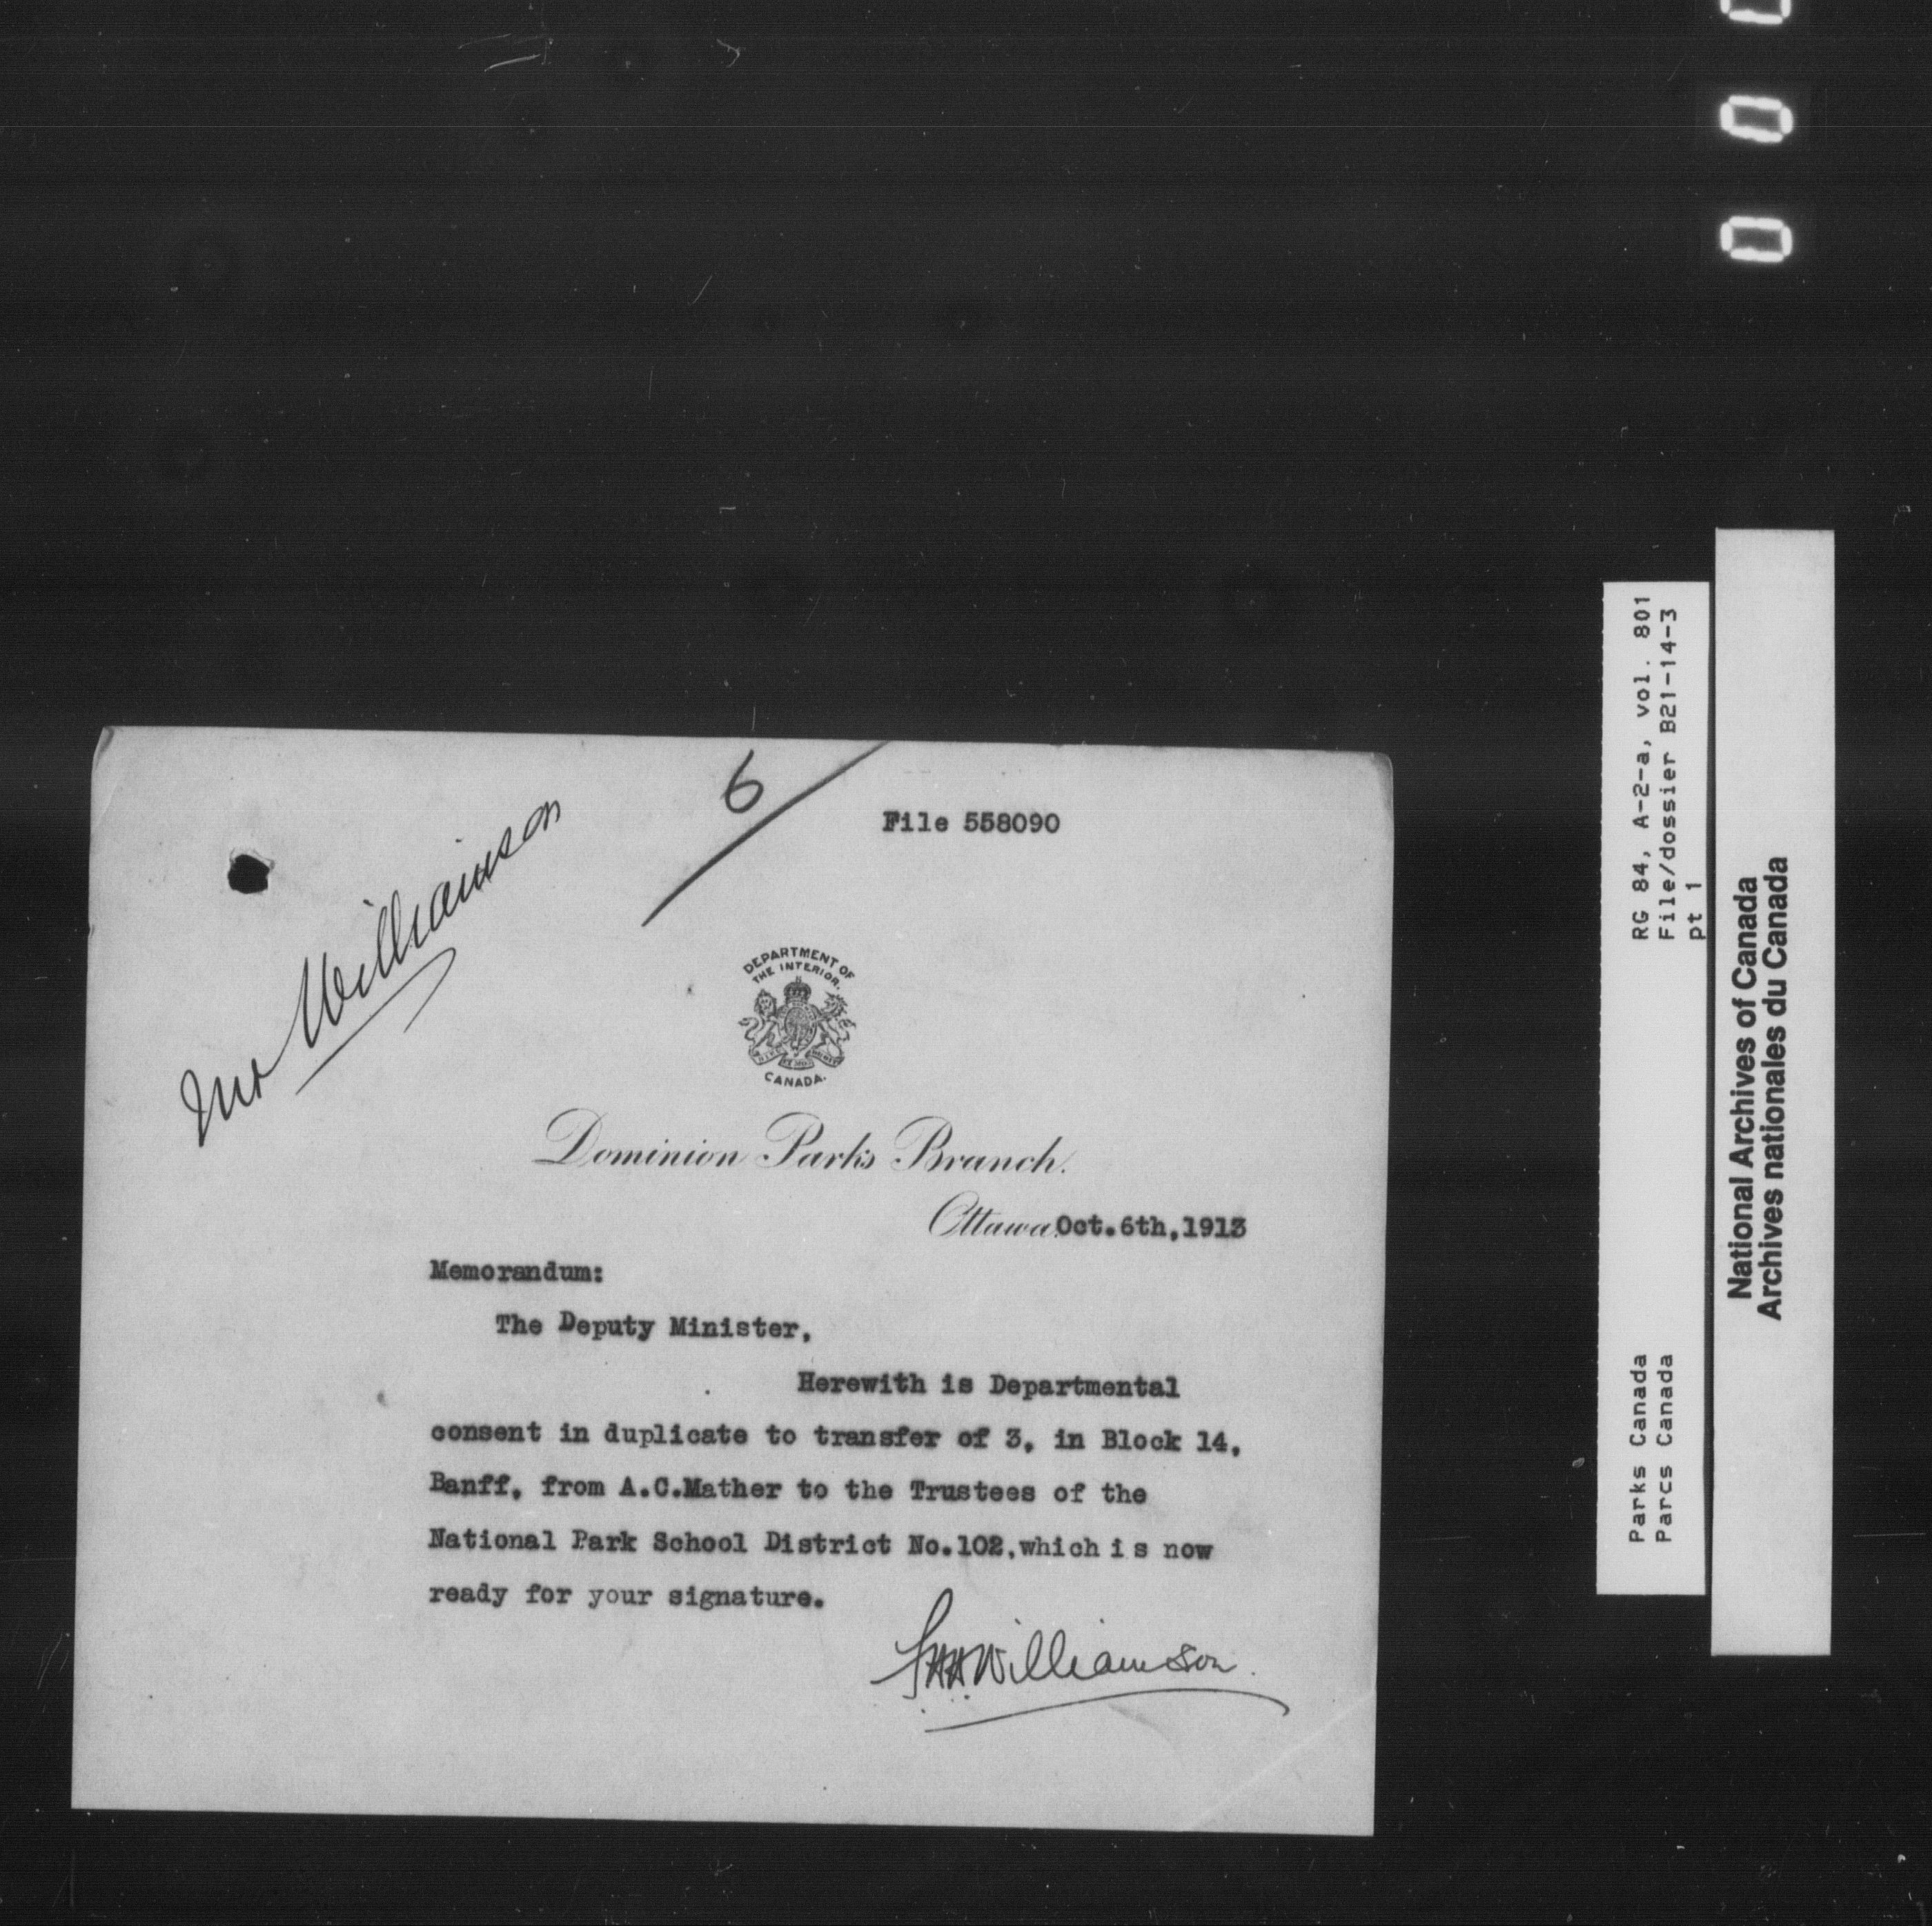 0
0
0
6
File 558090
Mr Williamson
DEPARTMENT OF
THE INTERIOR.
CANADA.
Dominion Parks Branch.
Ottawa. Oct. 6th, 1913
Memorandum:
The Deputy Minister,
Herewith is Departmental
consent in duplicate to transfer of 3, in Block 14,
Banff, from A.C.Mather to the Trustees of the
National Park School District No.102,which is now
ready for your signature.
Williamson
RG 84, A-2-a, vol. 801
File/dossier B21-14-3
pt 1
Parks Canada
Parcs Canada
National Archives of Canada
Archives nationales du Canada